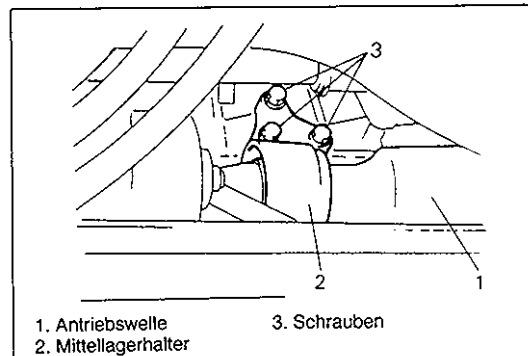 3
2
1
1. Antriebswelle
2. Mittellagerhalter
3. Schrauben